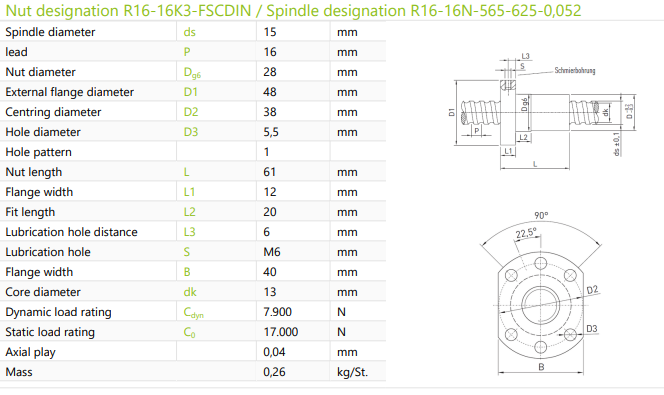 Nut designation R16-16K3-FSCDIN / Spindle designation R16-16N-565-625-0,052
Spindle diameter ds 15 mm
lead P 16 mm
Nut diameter Dg6 28 mm
External flange diameter D1 48 mm
Centring diameter D2 38 mm
Hole diameter D3 5,5 mm
Hole pattern 1
Nut length L 61 mm
Flange width L1 12 mm
Fit length L2 20 mm
Lubrication hole distance L3 6 mm
Lubrication hole S M6 mm
Flange width B 40 mm
Core diameter dk 13 mm
Dynamic load rating Cdyn 7.900 N
Static load rating C0 17.000 N
Axial play 0,04 mm
Mass 0,26 kg/St.
L3
S
Schmierbohrung
D1
D g6
dk
ds ±0,1
D
P
L2
L1
L
90°
22,5°
D2
D3
B